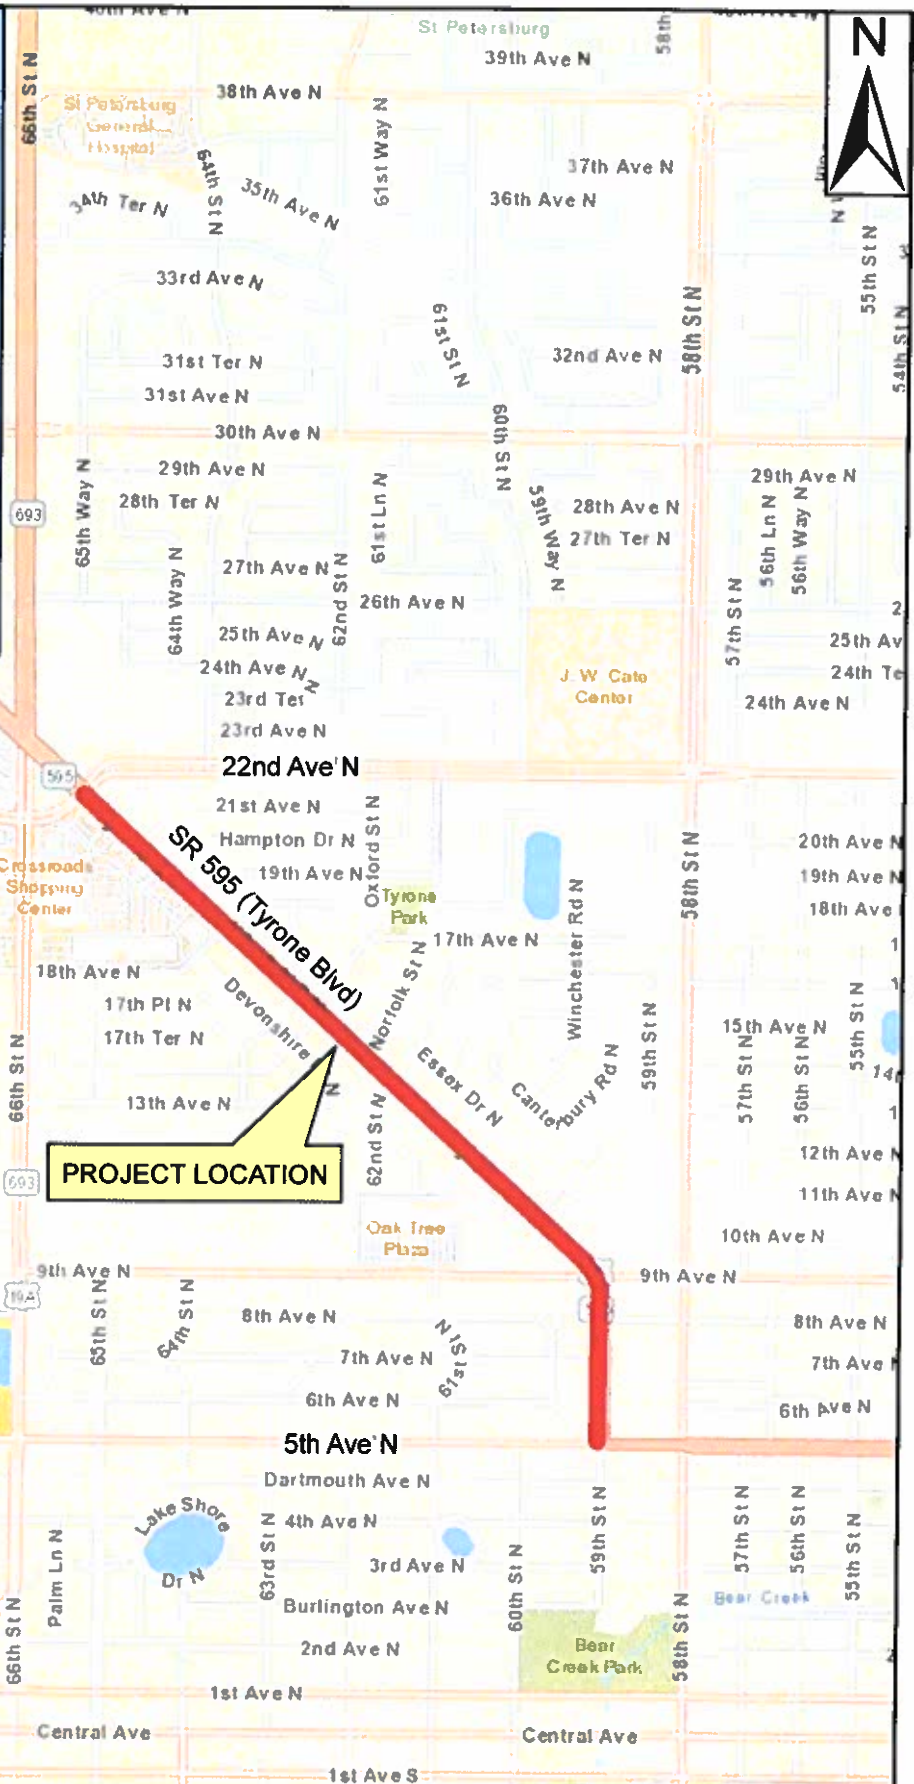 40th Ave N
St Petersburg
58th
N
39th Ave N
66th St N
38th Ave N
St Petersburg
General
Hospital
61st Way N
64th St N
35th Ave N
37th Ave N
34th Ter N
36th Ave N
55th St N
33rd Ave N
61st St N
58th St N
54th St N
31st Ter N
32nd Ave N
31st Ave N
60th St N
30th Ave N
65th Way N
29th Ave N
29th Ave N
28th Ter N
61st Ln N
59th Way N
28th Ave N
56th Ln N
56th Way N
693
27th Ter N
64th Way N
27th Ave N
62nd St N
26th Ave N
57th St N
25th Ave N
25th Av
24th Ave N
N
J. W. Cate
Center
24th Te
23rd Ter
24th Ave N
23rd Ave N
22nd Ave N
595
21st Ave N
Oxford St N
Hampton Dr N
58th St N
20th Ave N
SR 595 (Tyrone Blvd)
19th Ave N
19th Ave N
Crossroads
Shopping
Center
Tyrone
Park
18th Ave
17th Ave N
Winchester Rd N
18th Ave N
Norfolk St N
17th Pl N
Devonshire
N
55th St N
15th Ave N
17th Ter N
59th St N
66th St N
Essex Dr N
Canterbury Rd N
57th St N
56th St N
14t
13th Ave N
62nd St N
12th Ave N
PROJECT LOCATION
693
11th Ave N
Oak Tree
Plaza
10th Ave N
9th Ave N
9th Ave N
19A
65th St N
64th St N
8th Ave N
8th Ave N
61st St N
7th Ave N
7th Ave
6th Ave N
6th Ave N
5th Ave N
Dartmouth Ave N
Lake Shore
Dr N
63rd St N
4th Ave N
59th St N
57th St N
56th St N
55th St N
Palm Ln N
3rd Ave N
60th St N
66th St N
Burlington Ave N
58th St N
Bear Creek
2nd Ave N
Bear
Creek Park
1st Ave N
Central Ave
Central Ave
1st Ave S